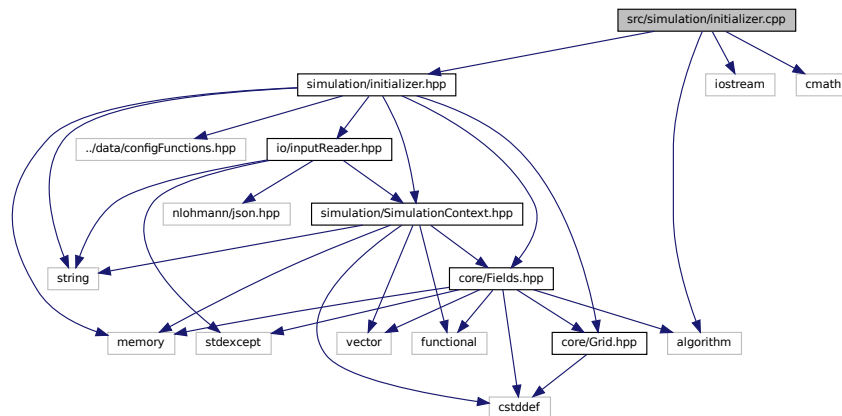 src/simulation/initializer.cpp
simulation/initializer.hpp
iostream
cmath
../data/configFunctions.hpp
io/inputReader.hpp
nlohmann/json.hpp
simulation/SimulationContext.hpp
string
core/Fields.hpp
memory
stdexcept
vector
functional
core/Grid.hpp
algorithm
cstddef